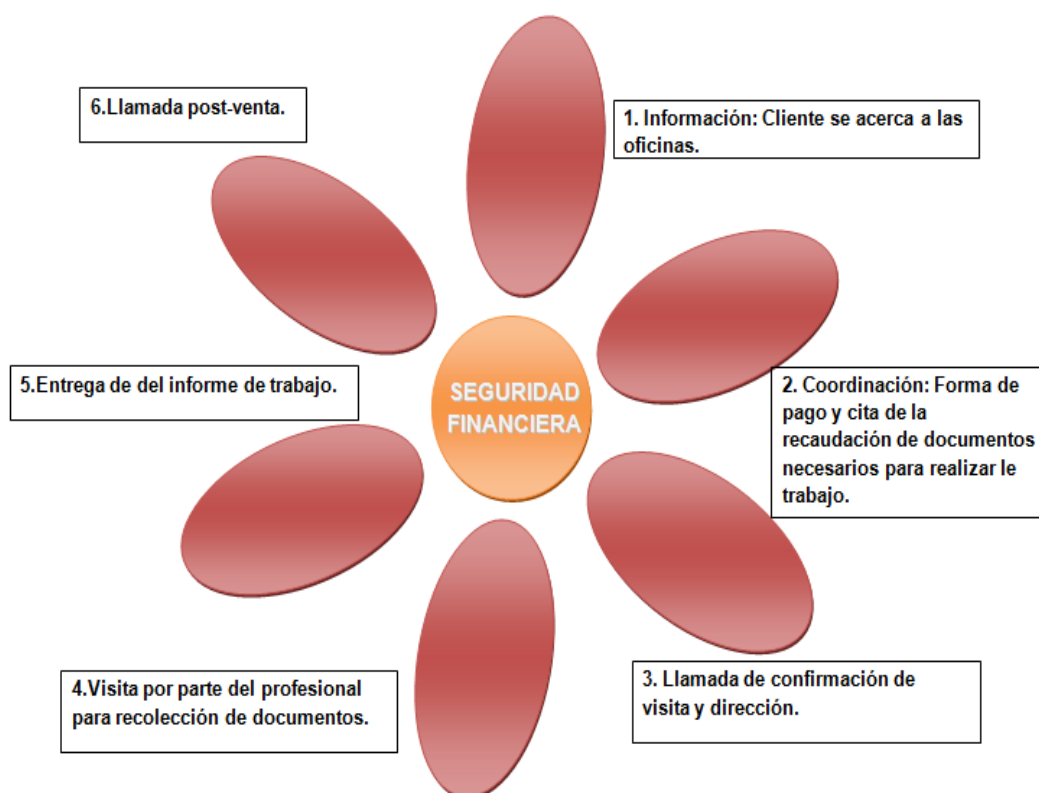 6.Llamada post-venta.
1. Información: Cliente se acerca a las
oficinas.
SEGURIDAD
FINANCIERA
5.Entrega de del informe de trabajo.
2. Coordinación: Forma de
pago y cita de la
recaudación de documentos
necesarios para realizar le
trabajo.
4.Visita por parte del profesional
para recolección de documentos.
3. Llamada de confirmación de
visita y dirección.